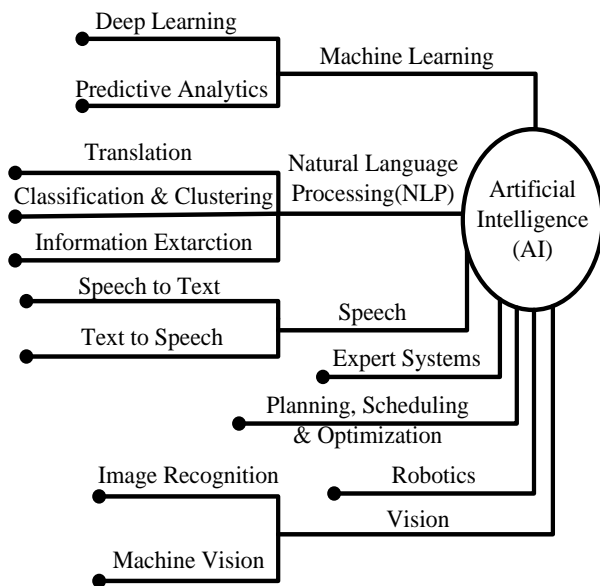 Deep Learning
Machine Learning
Predictive Analytics
Translation
Natural Language
Processing(NLP)
Classification & Clustering
Information Extarction
Artificial
Intelligence
(AI)
Speech to Text
Speech
Text to Speech
Expert Systems
Planning, Scheduling
& Optimization
Image Recognition
Robotics
Vision
Machine Vision